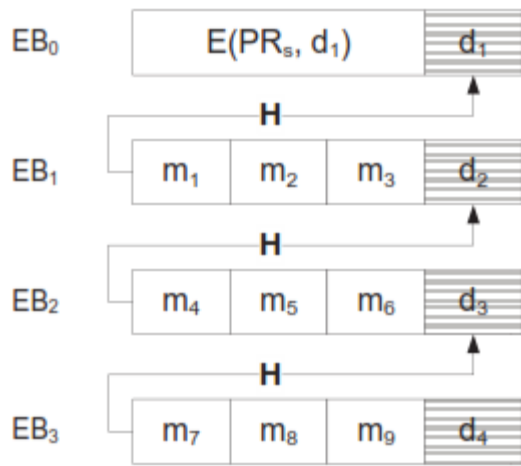 EB₀ E(PRₛ, d₁) d₁
H
EB₁ m₁ m₂ m₃ d₂
H
EB₂ m₄ m₅ m₆ d₃
H
EB₃ m₇ m₈ m₉ d₄